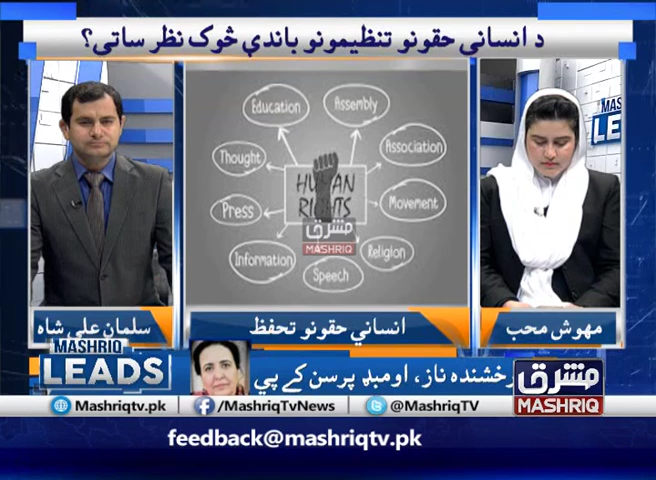 د انساني حقونو تنظیمونو باندې څوک نظر ساتي؟
MASHRIQ
LEADS
Education
Assembly
Thought
Association
HUMAN
RIGHTS
Press
Movement
Information
Religion
Speech
مشرق
MASHRIQ
سلمان علی شاہ
انساني حقونو تحفظ
مهوش محب
MASHRIQ
LEADS
رخشنده ناز، اومبډ پرسن کے پي
مشرق
MASHRIQ
Mashriqtv.pk
/MashriqTvNews
@MashriqTV
feedback@mashriqtv.pk